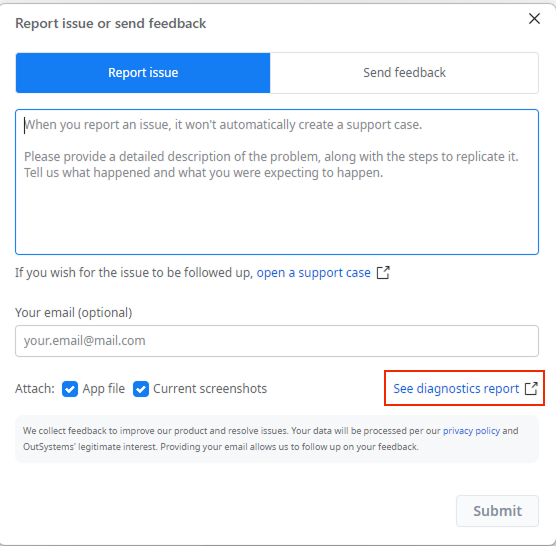 Report issue or send feedback
Report issue
Send feedback
When you report an issue, it won't automatically create a support case.
Please provide a detailed description of the problem, along with the steps to replicate it.
Tell us what happened and what you were expecting to happen.
If you wish for the issue to be followed up, open a support case
Your email (optional)
your.email@mail.com
Attach: App file Current screenshots See diagnostics report
We collect feedback to improve our product and resolve issues. Your data will be processed per our privacy policy and
OutSystems' legitimate interest. Providing your email allows us to follow up on your feedback.
Submit